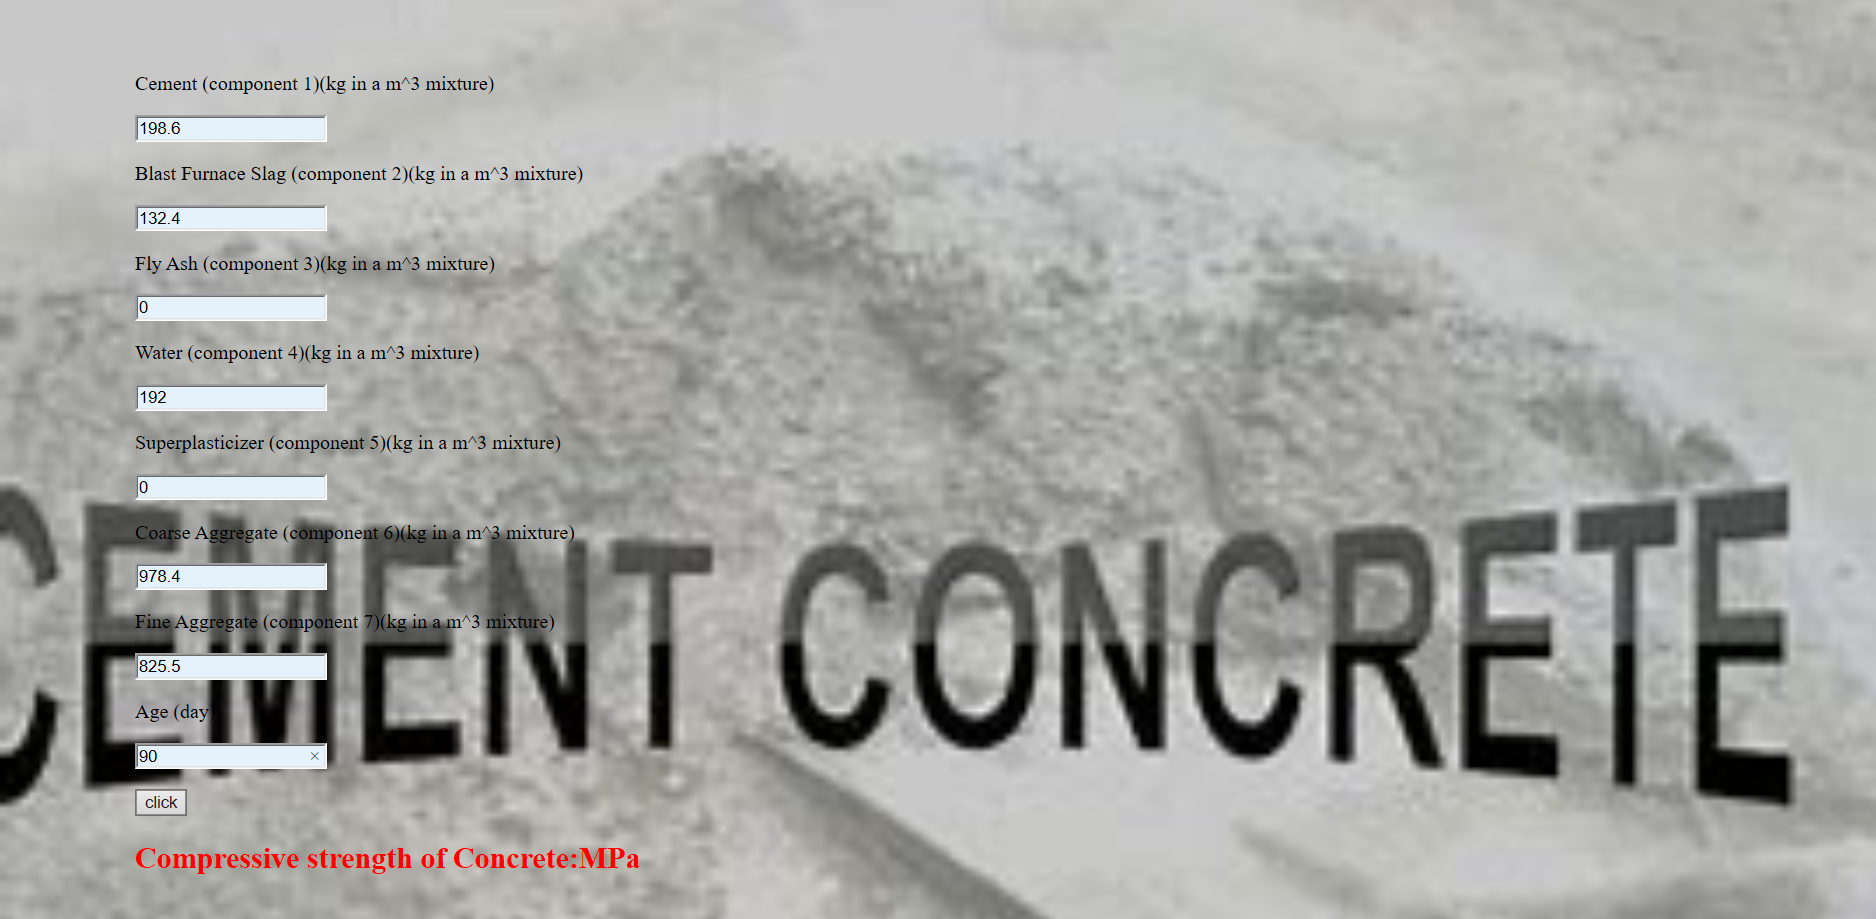 Cement (component 1)(kg in a m^3 mixture)
198.6
Blast Furnace Slag (component 2)(kg in a m^3 mixture)
132.4
Fly Ash (component 3)(kg in a m^3 mixture)
0
Water (component 4)(kg in a m^3 mixture)
192
Superplasticizer (component 5)(kg in a m^3 mixture)
0
Coarse Aggregate (component 6)(kg in a m^3 mixture)
978.4
Fine Aggregate (component 7)(kg in a m^3 mixture)
825.5
CEMENT CONCRETE
Age (day)
90
click
Compressive strength of Concrete:MPa